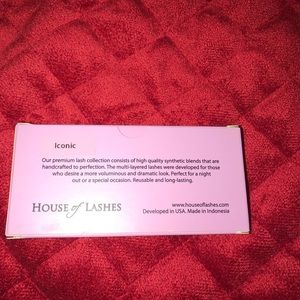 Iconic
Our premium lash collection consists of high quality synthetic blends that are
handcrafted to perfection. The multi-layered lashes were developed for those
who desire a more voluminous and dramatic look. Perfect for a night
out or a special occasion. Reusable and long-lasting.
HOUSE of LASHES
www.houseoflashes.com
Developed in USA. Made in Indonesia